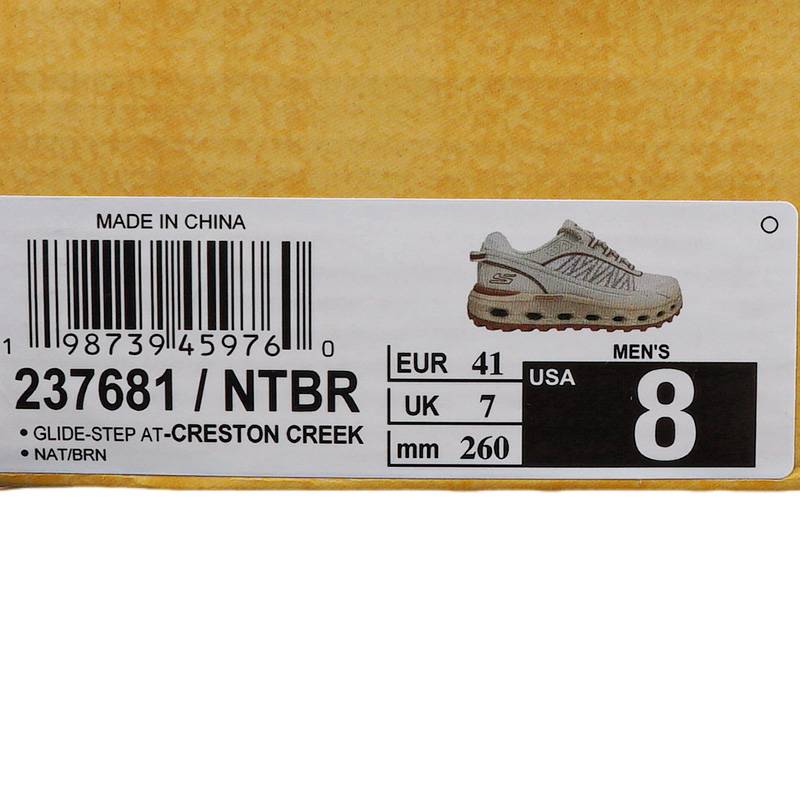 MADE IN CHINA
1 98739 45976 0
237681 / NTBR
• GLIDE-STEP AT-CRESTON CREEK
• NAT/BRN
EUR 41
UK 7
mm 260
MEN'S
USA 8